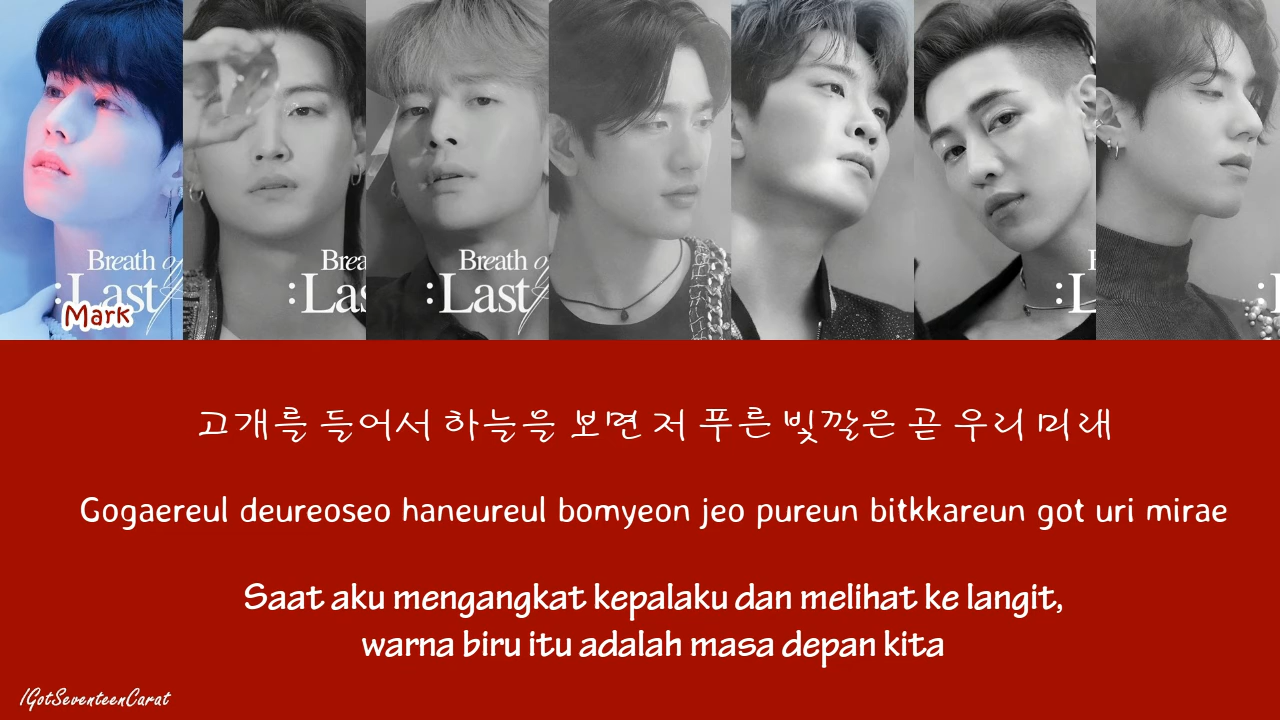 Breath of
:Last
Mark
Brea
:Las
Breath of
:Last
:L
고개를 들어서 하늘을 보면 저 푸른 빛깔은 곧 우리 미래
Gogaereul deureoseo haneureul bomyeon jeo pureun bitkkareun got uri mirae
Saat aku mengangkat kepalaku dan melihat ke langit,
warna biru itu adalah masa depan kita
IGotSeventeenCarat